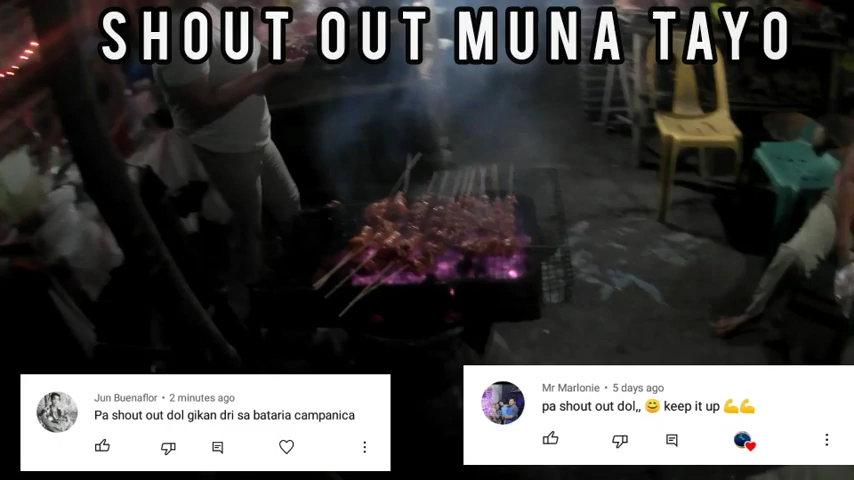 SHOUT OUT MUNA TAYO
Jun Buenaflor • 2 minutes ago
Pa shout out dol gikan dri sa bataria campanica
Mr Marlonie • 5 days ago
pa shout out dol,, 😊 keep it up 💪💪